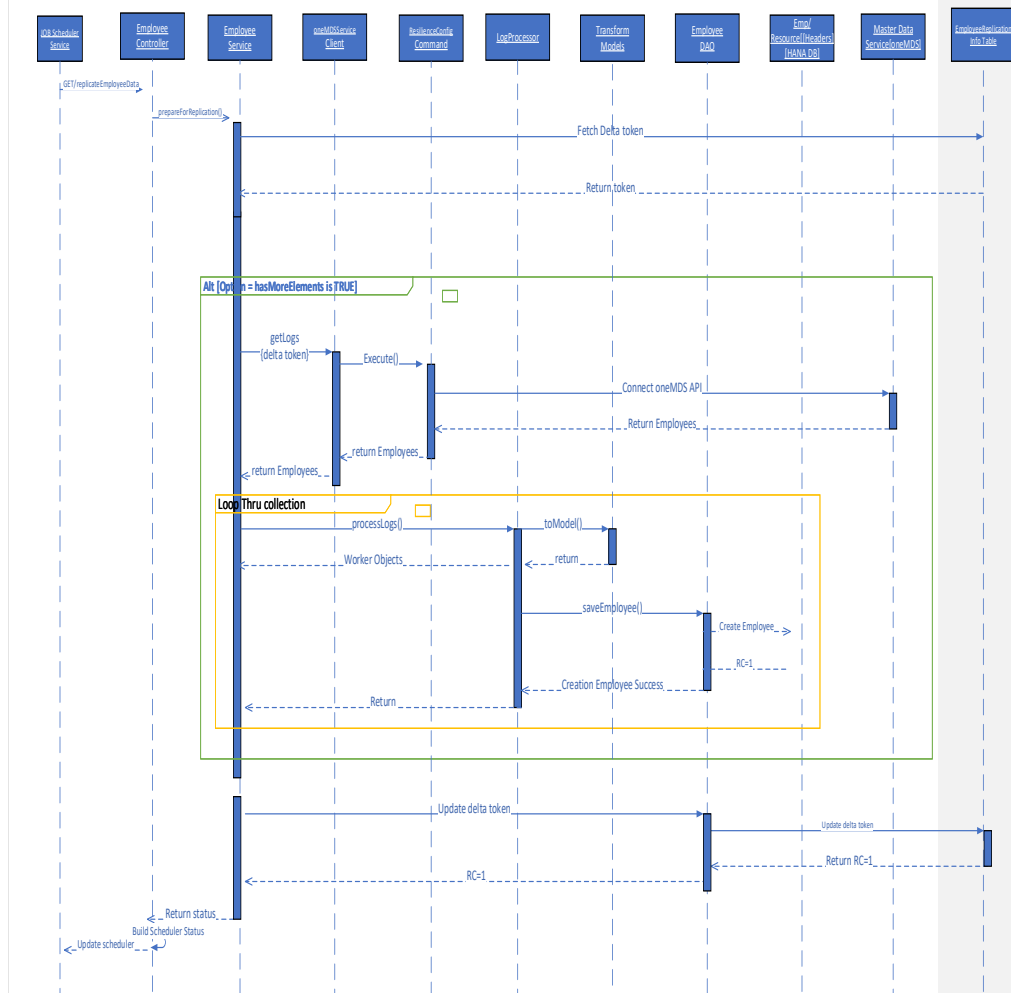 JOB Scheduler
Service
Employee
Controller
Employee
Service
oneMDSService
Client
ResilienceConfig
Command
LogProcessor
Transform
Models
Employee
DAO
Emp/
Resource[[Headers]
[HANA DB]
Master Data
Service[oneMDS]
EmployeeReplication
Info Table
GET/replicateEmployeeData
prepareForReplication()
Fetch Delta token
Return token
Alt [Option = hasMoreElements is TRUE]
getLogs
(delta token)
Execute()
Connect oneMDS API
Return Employees
return Employees
return Employees
Loop Thru collection
processLogs()
toModel()
Worker Objects
return
saveEmployee()
Create Employee
RC=1
Creation Employee Success
Return
Update delta token
Update delta token
Return RC=1
RC=1
Return status
Build Scheduler Status
Update scheduler